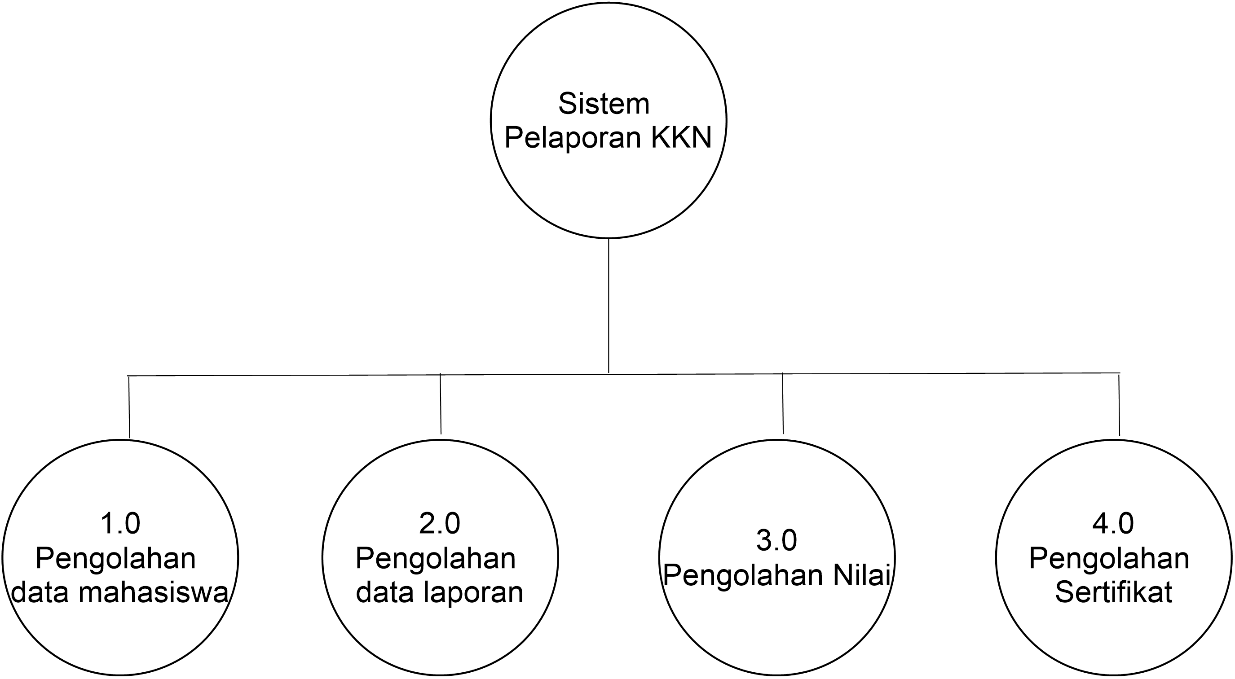 Sistem
Pelaporan KKN
1.0
Pengolahan
data mahasiswa
2.0
Pengolahan
data laporan
3.0
Pengolahan Nilai
4.0
Pengolahan
Sertifikat